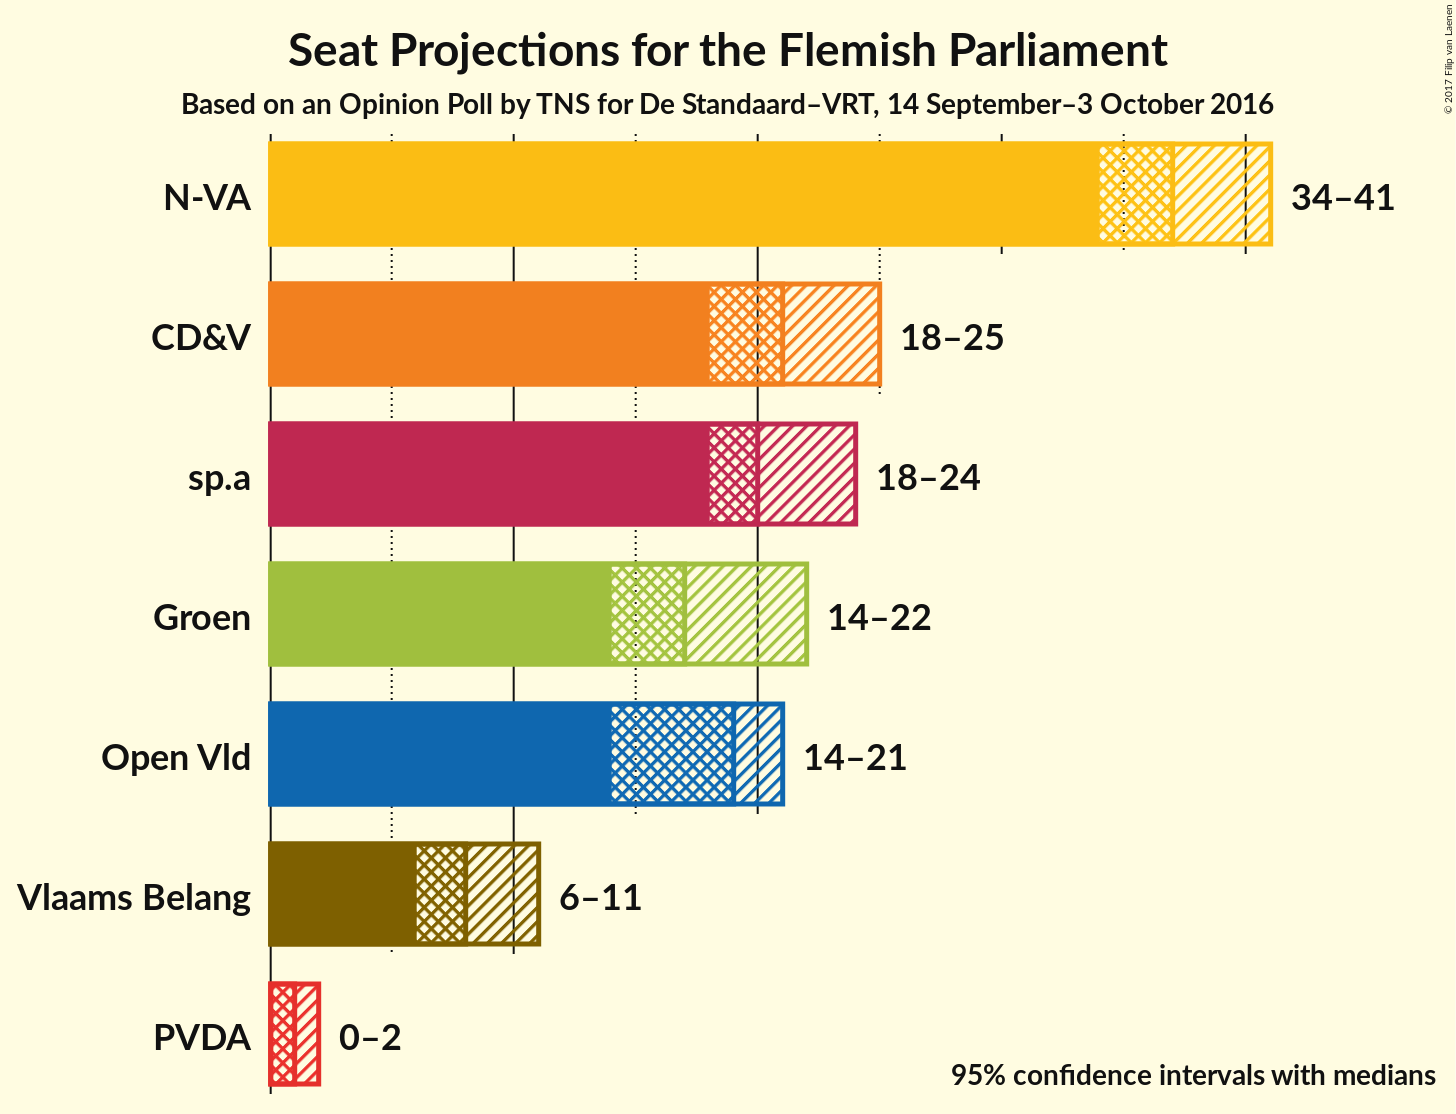 Seat Projections for the Flemish Parliament
Based on an Opinion Poll by TNS for De Standaard–VRT, 14 September–3 October 2016
© 2017 Filip van Laenen
N-VA 34–41
CD&V 18–25
sp.a 18–24
Groen 14–22
Open Vld 14–21
Vlaams Belang 6–11
PVDA 0–2
95% confidence intervals with medians